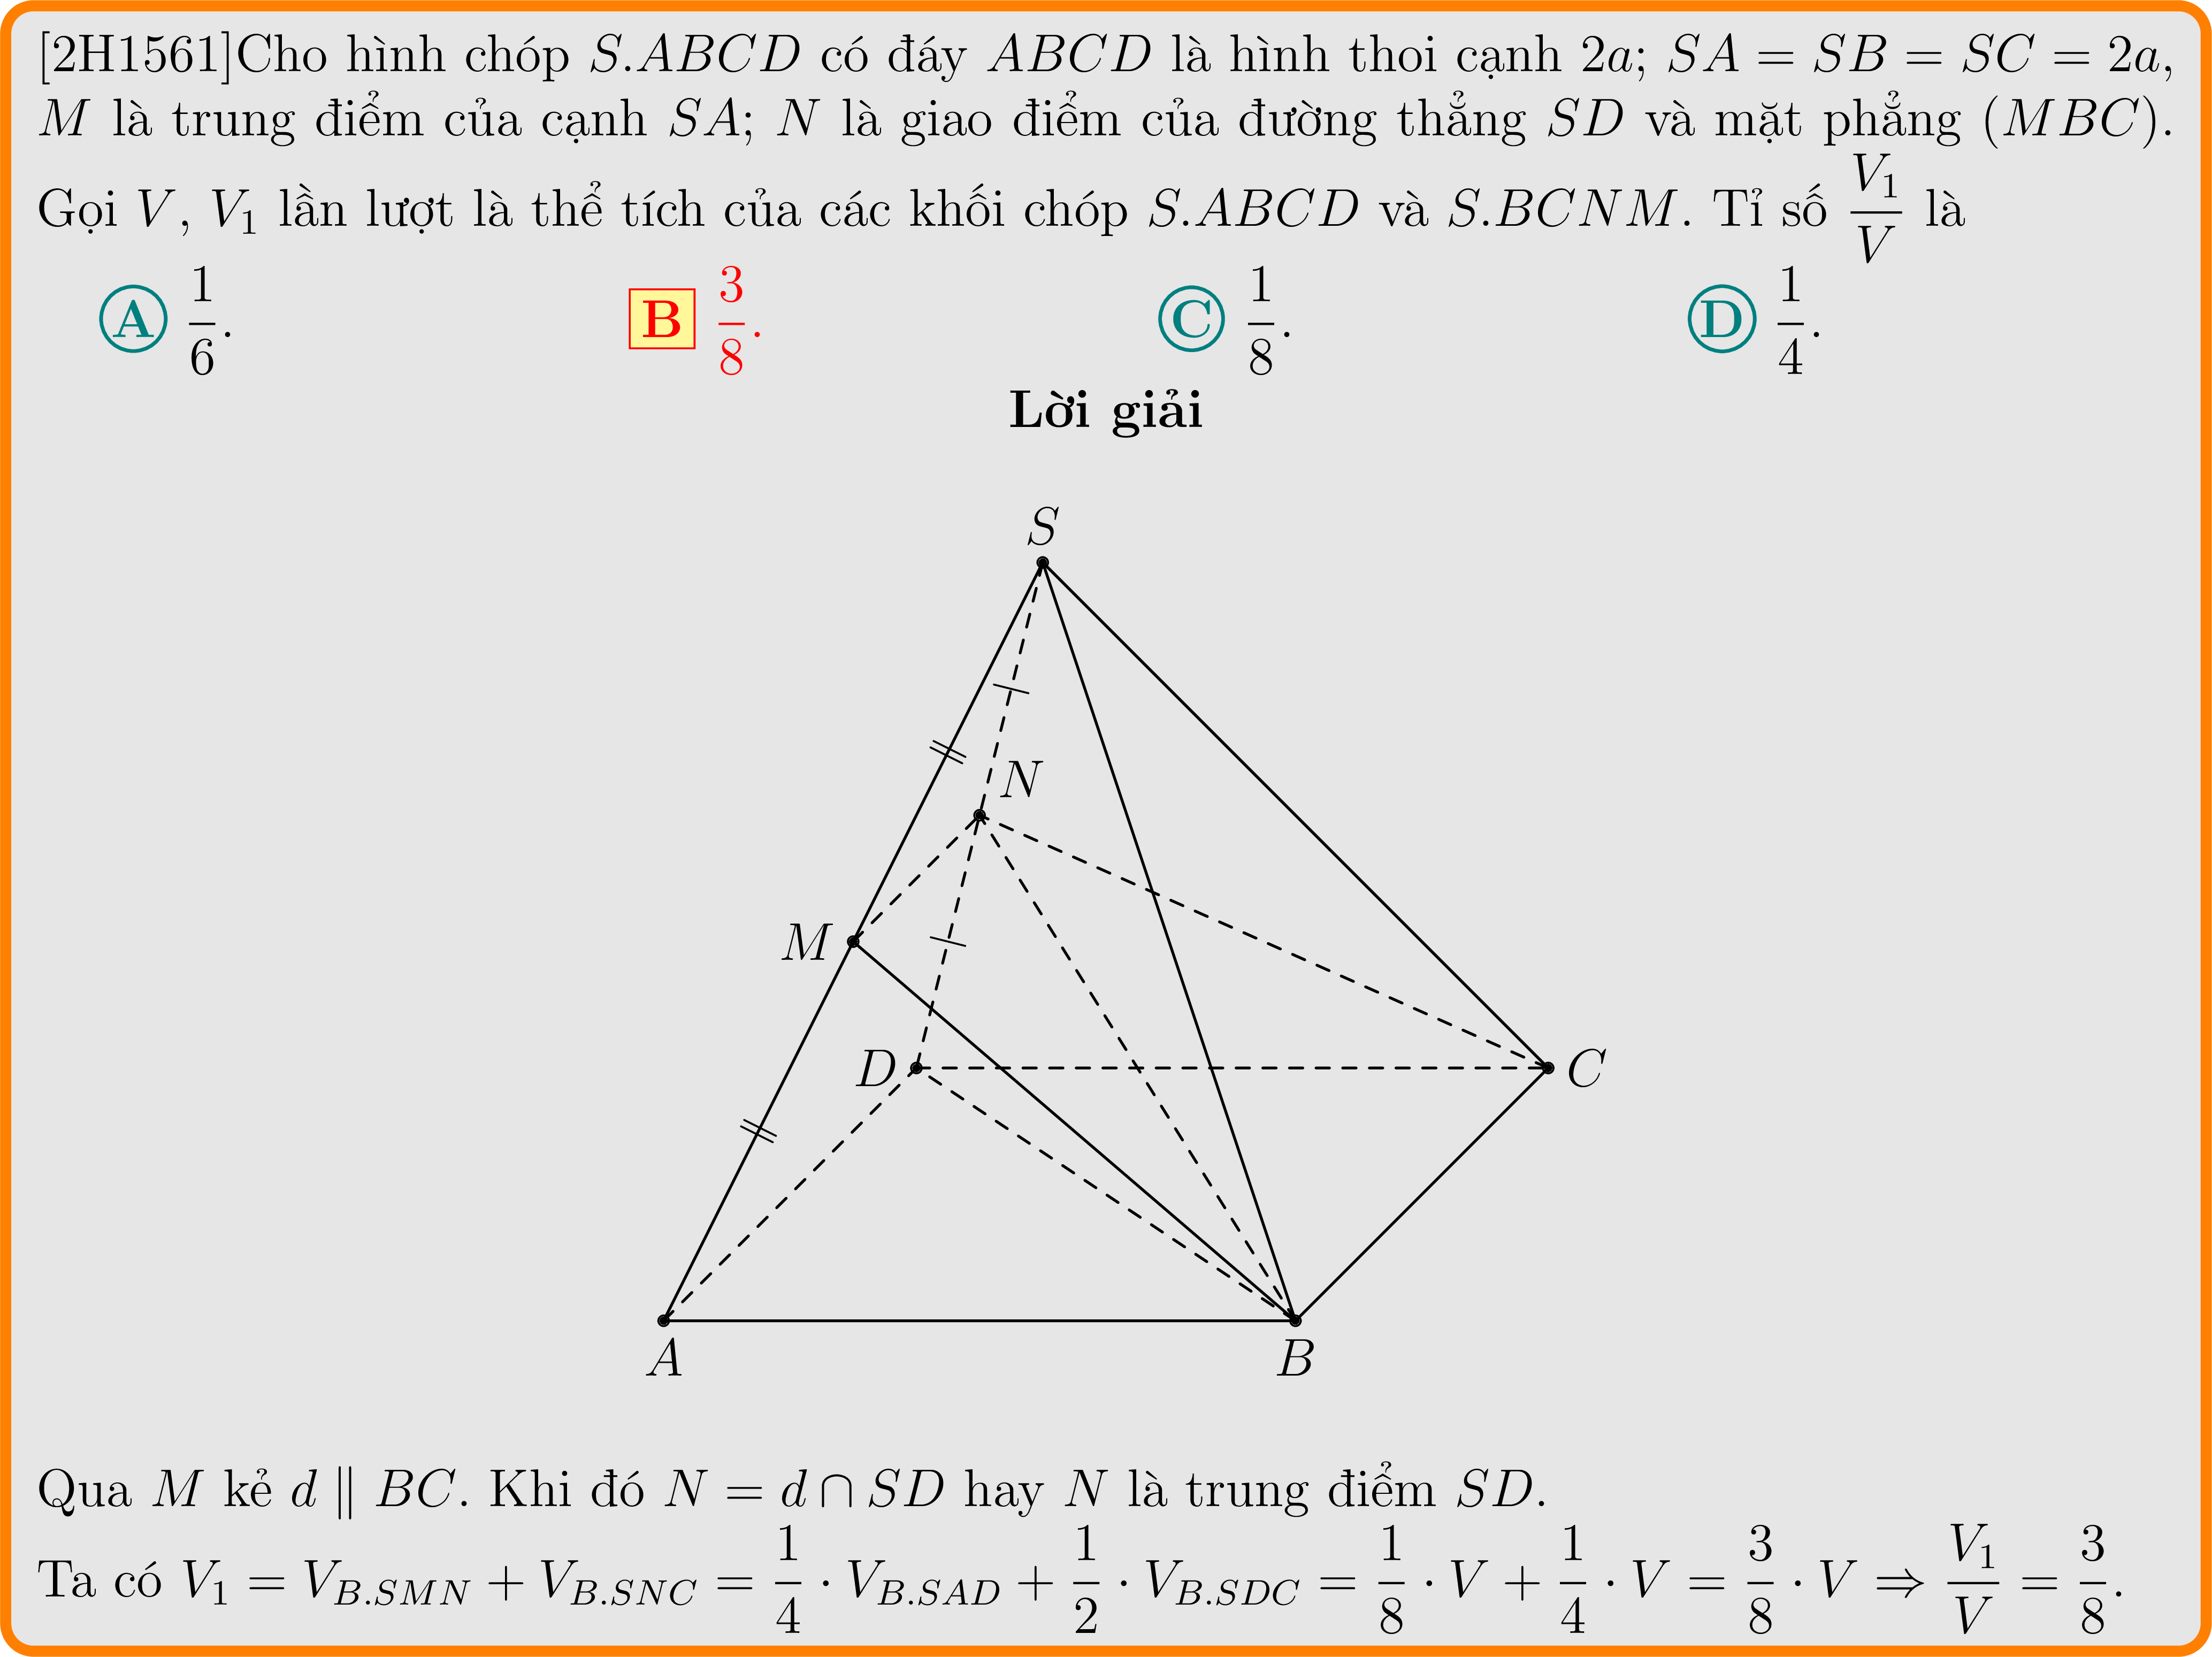 [2H1561]Cho hình chóp S.ABCD có đáy ABCD là hình thoi cạnh 2a; SA = SB = SC = 2a,
M là trung điểm của cạnh SA; N là giao điểm của đường thẳng SD và mặt phẳng (MBC).
Gọi V, V₁ lần lượt là thể tích của các khối chóp S.ABCD và S.BCNM. Tỉ số V₁/V là
A 1/6. B 3/8. C 1/8. D 1/4.
Lời giải
S
N
M
D
C
A
B
Qua M kẻ d ∥ BC. Khi đó N = d ∩ SD hay N là trung điểm SD.
Ta có V₁ = V_{B.SMN} + V_{B.SNC} = 1/4 · V_{B.SAD} + 1/2 · V_{B.SDC} = 1/8 · V + 1/4 · V = 3/8 · V ⇒ V₁/V = 3/8.